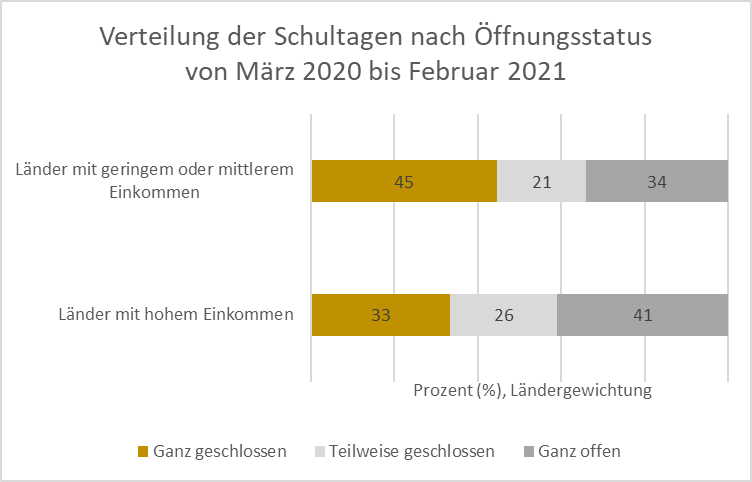 Verteilung der Schultagen nach Öffnungsstatus
von März 2020 bis Februar 2021
Länder mit geringem oder mittlerem
Einkommen
45 21 34
Länder mit hohem Einkommen
33 26 41
Prozent (%), Ländergewichtung
Ganz geschlossen Teilweise geschlossen Ganz offen